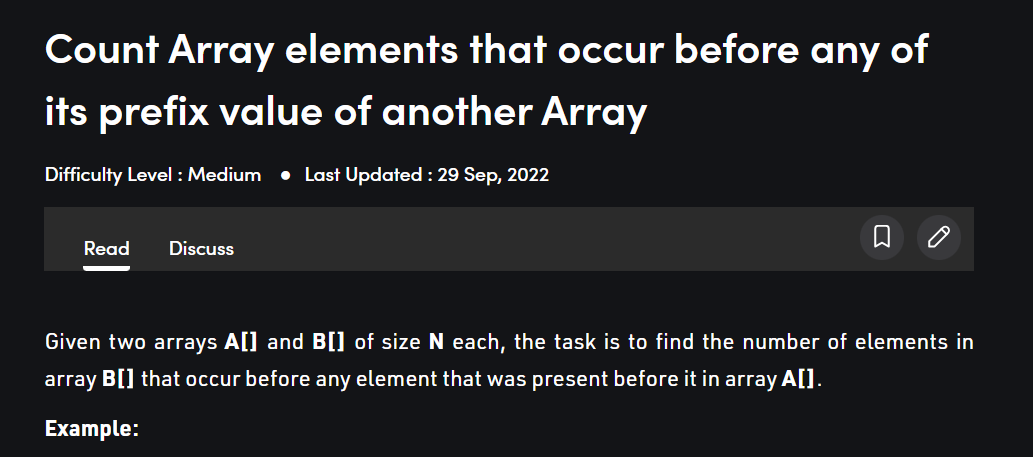 Count Array elements that occur before any of
its prefix value of another Array
Difficulty Level : Medium ● Last Updated : 29 Sep, 2022
Read Discuss
Given two arrays A[] and B[] of size N each, the task is to find the number of elements in
array B[] that occur before any element that was present before it in array A[].
Example: